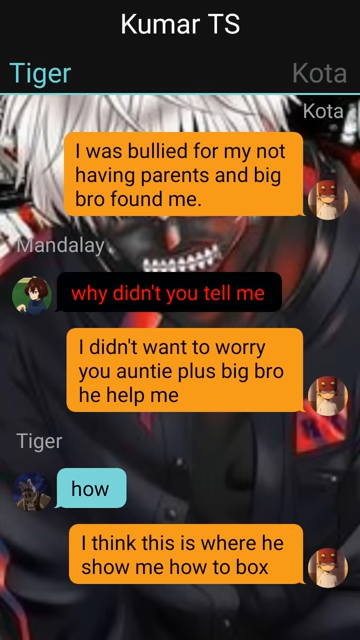 Kumar TS
Tiger
Kota
Kota
I was bullied for my not
having parents and big
bro found me.
Mandalay
why didn't you tell me
I didn't want to worry
you auntie plus big bro
he help me
Tiger
how
I think this is where he
show me how to box